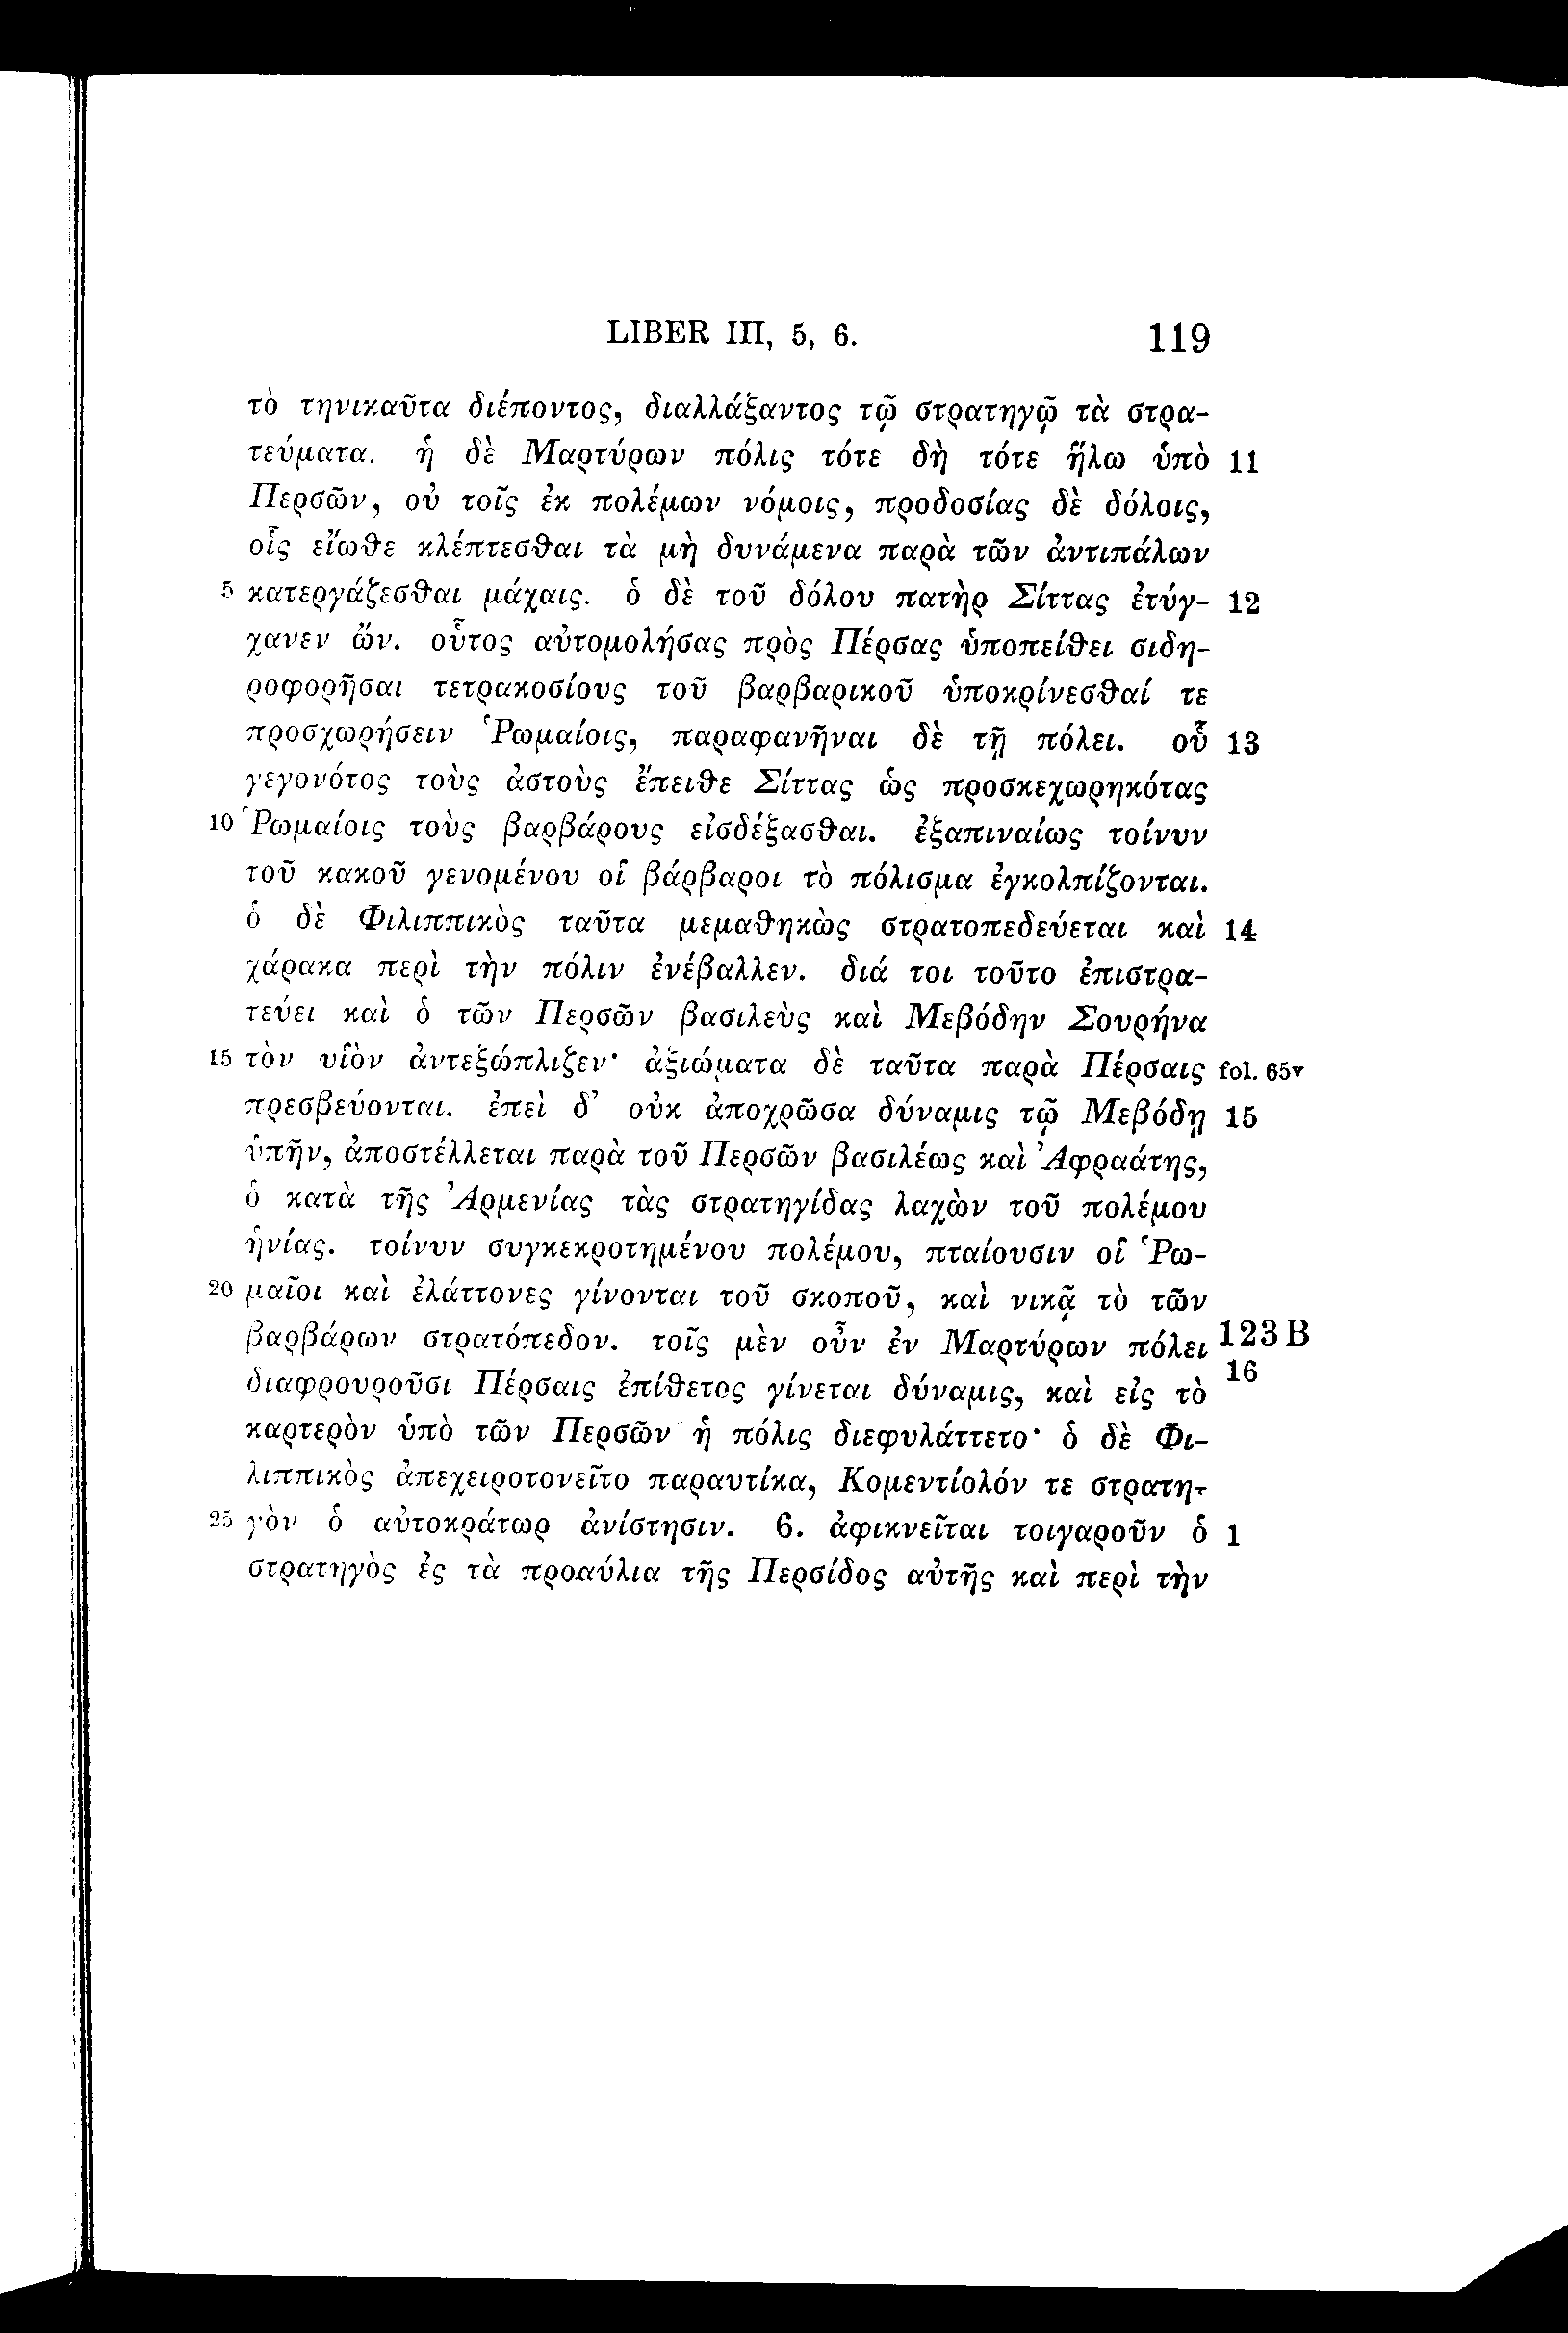 LIBER III, 5, 6. 119
τὸ τηνικαῦτα διέποντος, διαλλάξαντος τῷ στρατηγῷ τὰ στρα-
τεύματα. ἡ δὲ Μαρτύρων πόλις τότε δὴ τότε ἥλω ὑπὸ 11
Περσῶν, οὐ τοῖς ἐκ πολέμων νόμοις, προδοσίας δὲ δόλοις,
οἷς εἴωθε κλέπτεσθαι τὰ μὴ δυνάμενα παρὰ τῶν ἀντιπάλων
5 κατεργάζεσθαι μάχαις. ὁ δὲ τοῦ δόλου πατὴρ Σίττας ἐτύγ- 12
χανεν ὤν. οὗτος αὐτομολήσας πρὸς Πέρσας ὑποπείθει σιδη-
ροφορῆσαι τετρακοσίους τοῦ βαρβαρικοῦ ὑποκρίνεσθαί τε
προσχωρήσειν Ῥωμαίοις, παραφανῆναι δὲ τῇ πόλει. οὗ 13
γεγονότος τοὺς ἀστοὺς ἔπειθε Σίττας ὡς προσκεχωρηκότας
10 Ῥωμαίοις τοὺς βαρβάρους εἰσδέξασθαι. ἐξαπιναίως τοίνυν
τοῦ κακοῦ γενομένου οἱ βάρβαροι τὸ πόλισμα ἐγκολπίζονται.
ὁ δὲ Φιλιππικὸς ταῦτα μεμαθηκὼς στρατοπεδεύεται καὶ 14
χάρακα περὶ τὴν πόλιν ἐνέβαλλεν. διά τοι τοῦτο ἐπιστρα-
τεύει καὶ ὁ τῶν Περσῶν βασιλεὺς καὶ Μεβόδην Σουρήνα
15 τὸν υἱὸν ἀντεξώπλιζεν· ἀξιώματα δὲ ταῦτα παρὰ Πέρσαις fol. 65v
πρεσβεύονται. ἐπεὶ δ’ οὐκ ἀποχρῶσα δύναμις τῷ Μεβόδῃ 15
ὑπῆν, ἀποστέλλεται παρὰ τοῦ Περσῶν βασιλέως καὶ Ἀφραάτης,
ὁ κατὰ τῆς Ἀρμενίας τὰς στρατηγίδας λαχὼν τοῦ πολέμου
ἡνίας. τοίνυν συγκεκροτημένου πολέμου, πταίουσιν οἱ Ῥω-
20 μαῖοι καὶ ἐλάττονες γίνονται τοῦ σκοποῦ, καὶ νικᾷ τὸ τῶν
βαρβάρων στρατόπεδον. τοῖς μὲν οὖν ἐν Μαρτύρων πόλει 123 B
διαφρουροῦσι Πέρσαις ἐπίθετος γίνεται δύναμις, καὶ εἰς τὸ 16
καρτερὸν ὑπὸ τῶν Περσῶν ἡ πόλις διεφυλάττετο· ὁ δὲ Φι-
λιππικὸς ἀπεχειροτονεῖτο παραυτίκα, Κομεντίολόν τε στρατη-
25 γὸν ὁ αὐτοκράτωρ ἀνίστησιν. 6. ἀφικνεῖται τοιγαροῦν ὁ 1
στρατηγὸς ἐς τὰ προαύλια τῆς Περσίδος αὐτῆς καὶ περὶ τὴν